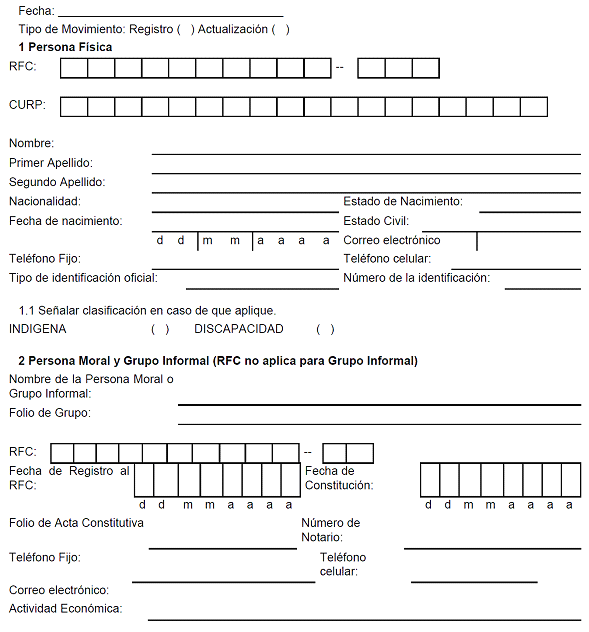 Fecha:
Tipo de Movimiento: Registro ( ) Actualización ( )
1 Persona Física
RFC: --
CURP:
Nombre:
Primer Apellido:
Segundo Apellido:
Nacionalidad: Estado de Nacimiento:
Fecha de nacimiento: Estado Civil:
d d m m a a a a Correo electrónico
Teléfono Fijo: Teléfono celular:
Tipo de identificación oficial: Número de la identificación:
1.1 Señalar clasificación en caso de que aplique.
INDIGENA ( ) DISCAPACIDAD ( )
2 Persona Moral y Grupo Informal (RFC no aplica para Grupo Informal)
Nombre de la Persona Moral o
Grupo Informal:
Folio de Grupo:
RFC: --
Fecha de Registro al Fecha de
RFC: Constitución:
d d m m a a a a d d m m a a a a
Folio de Acta Constitutiva Número de
Notario:
Teléfono Fijo: Teléfono
celular:
Correo electrónico:
Actividad Económica: